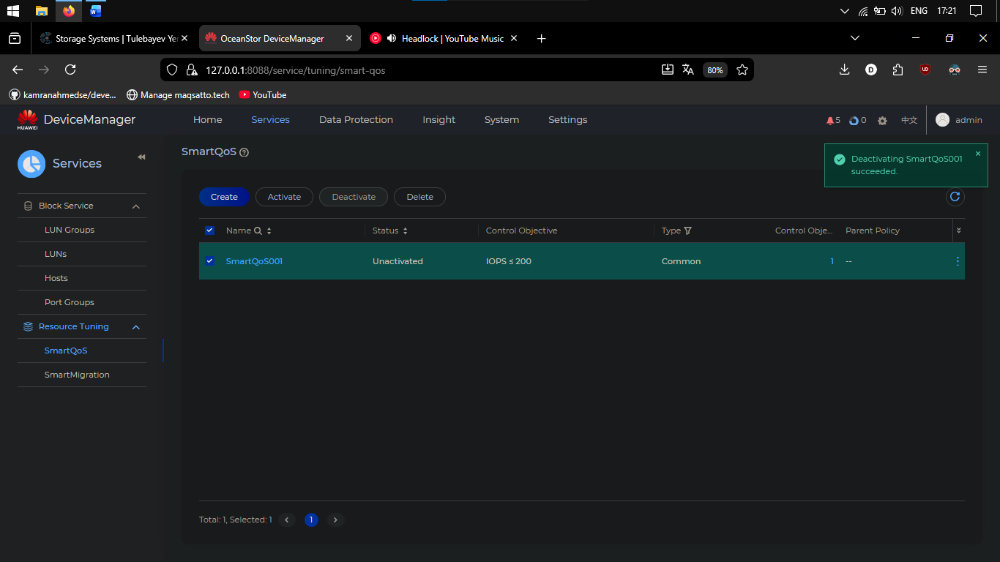 ENG 17:21
Storage Systems | Tulebayev Ye
OceanStor DeviceManager
Headlock | YouTube Music
127.0.0.1:8088/service/tuning/smart-qos
80%
kamranahmedse/deve...
Manage maqsatto.tech
YouTube
HUAWEI
DeviceManager
Home
Services
Data Protection
Insight
System
Settings
5
0
中文
admin
Services
SmartQoS
Deactivating SmartQoS001
succeeded.
Block Service
LUN Groups
LUNs
Hosts
Port Groups
Resource Tuning
SmartQoS
SmartMigration
Create
Activate
Deactivate
Delete
Name
Status
Control Objective
Type
Control Obje...
Parent Policy
SmartQoS001
Unactivated
IOPS ≤ 200
Common
1
--
Total: 1, Selected: 1
1